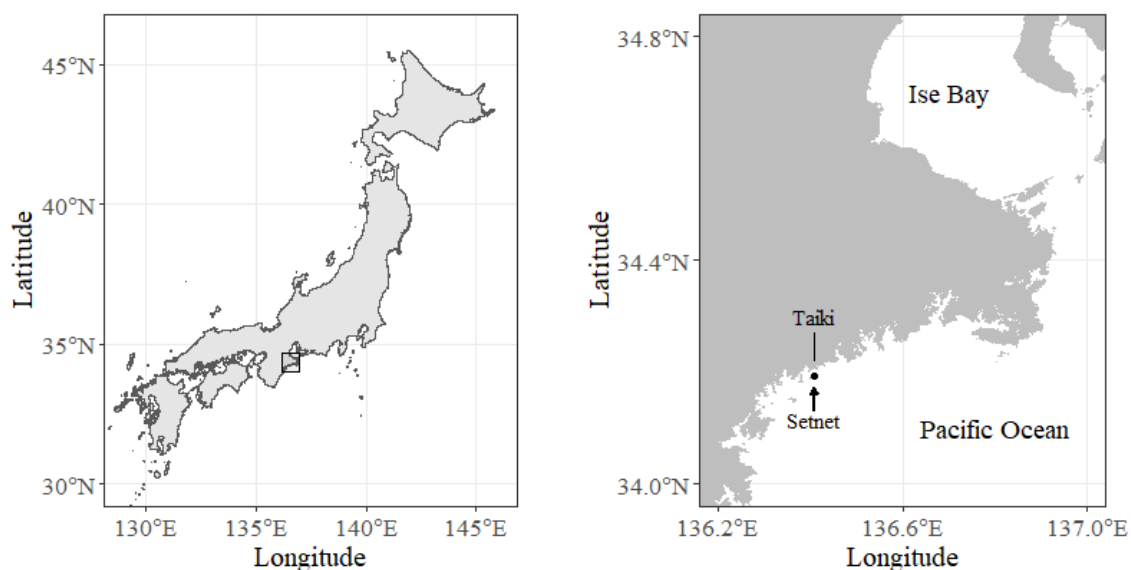 45°N
40°N
35°N
30°N
130°E
135°E
140°E
145°E
Longitude
Latitude
34.8°N
34.4°N
34.0°N
136.2°E
136.6°E
137.0°E
Longitude
Latitude
Ise Bay
Taiki
Setnet
Pacific Ocean